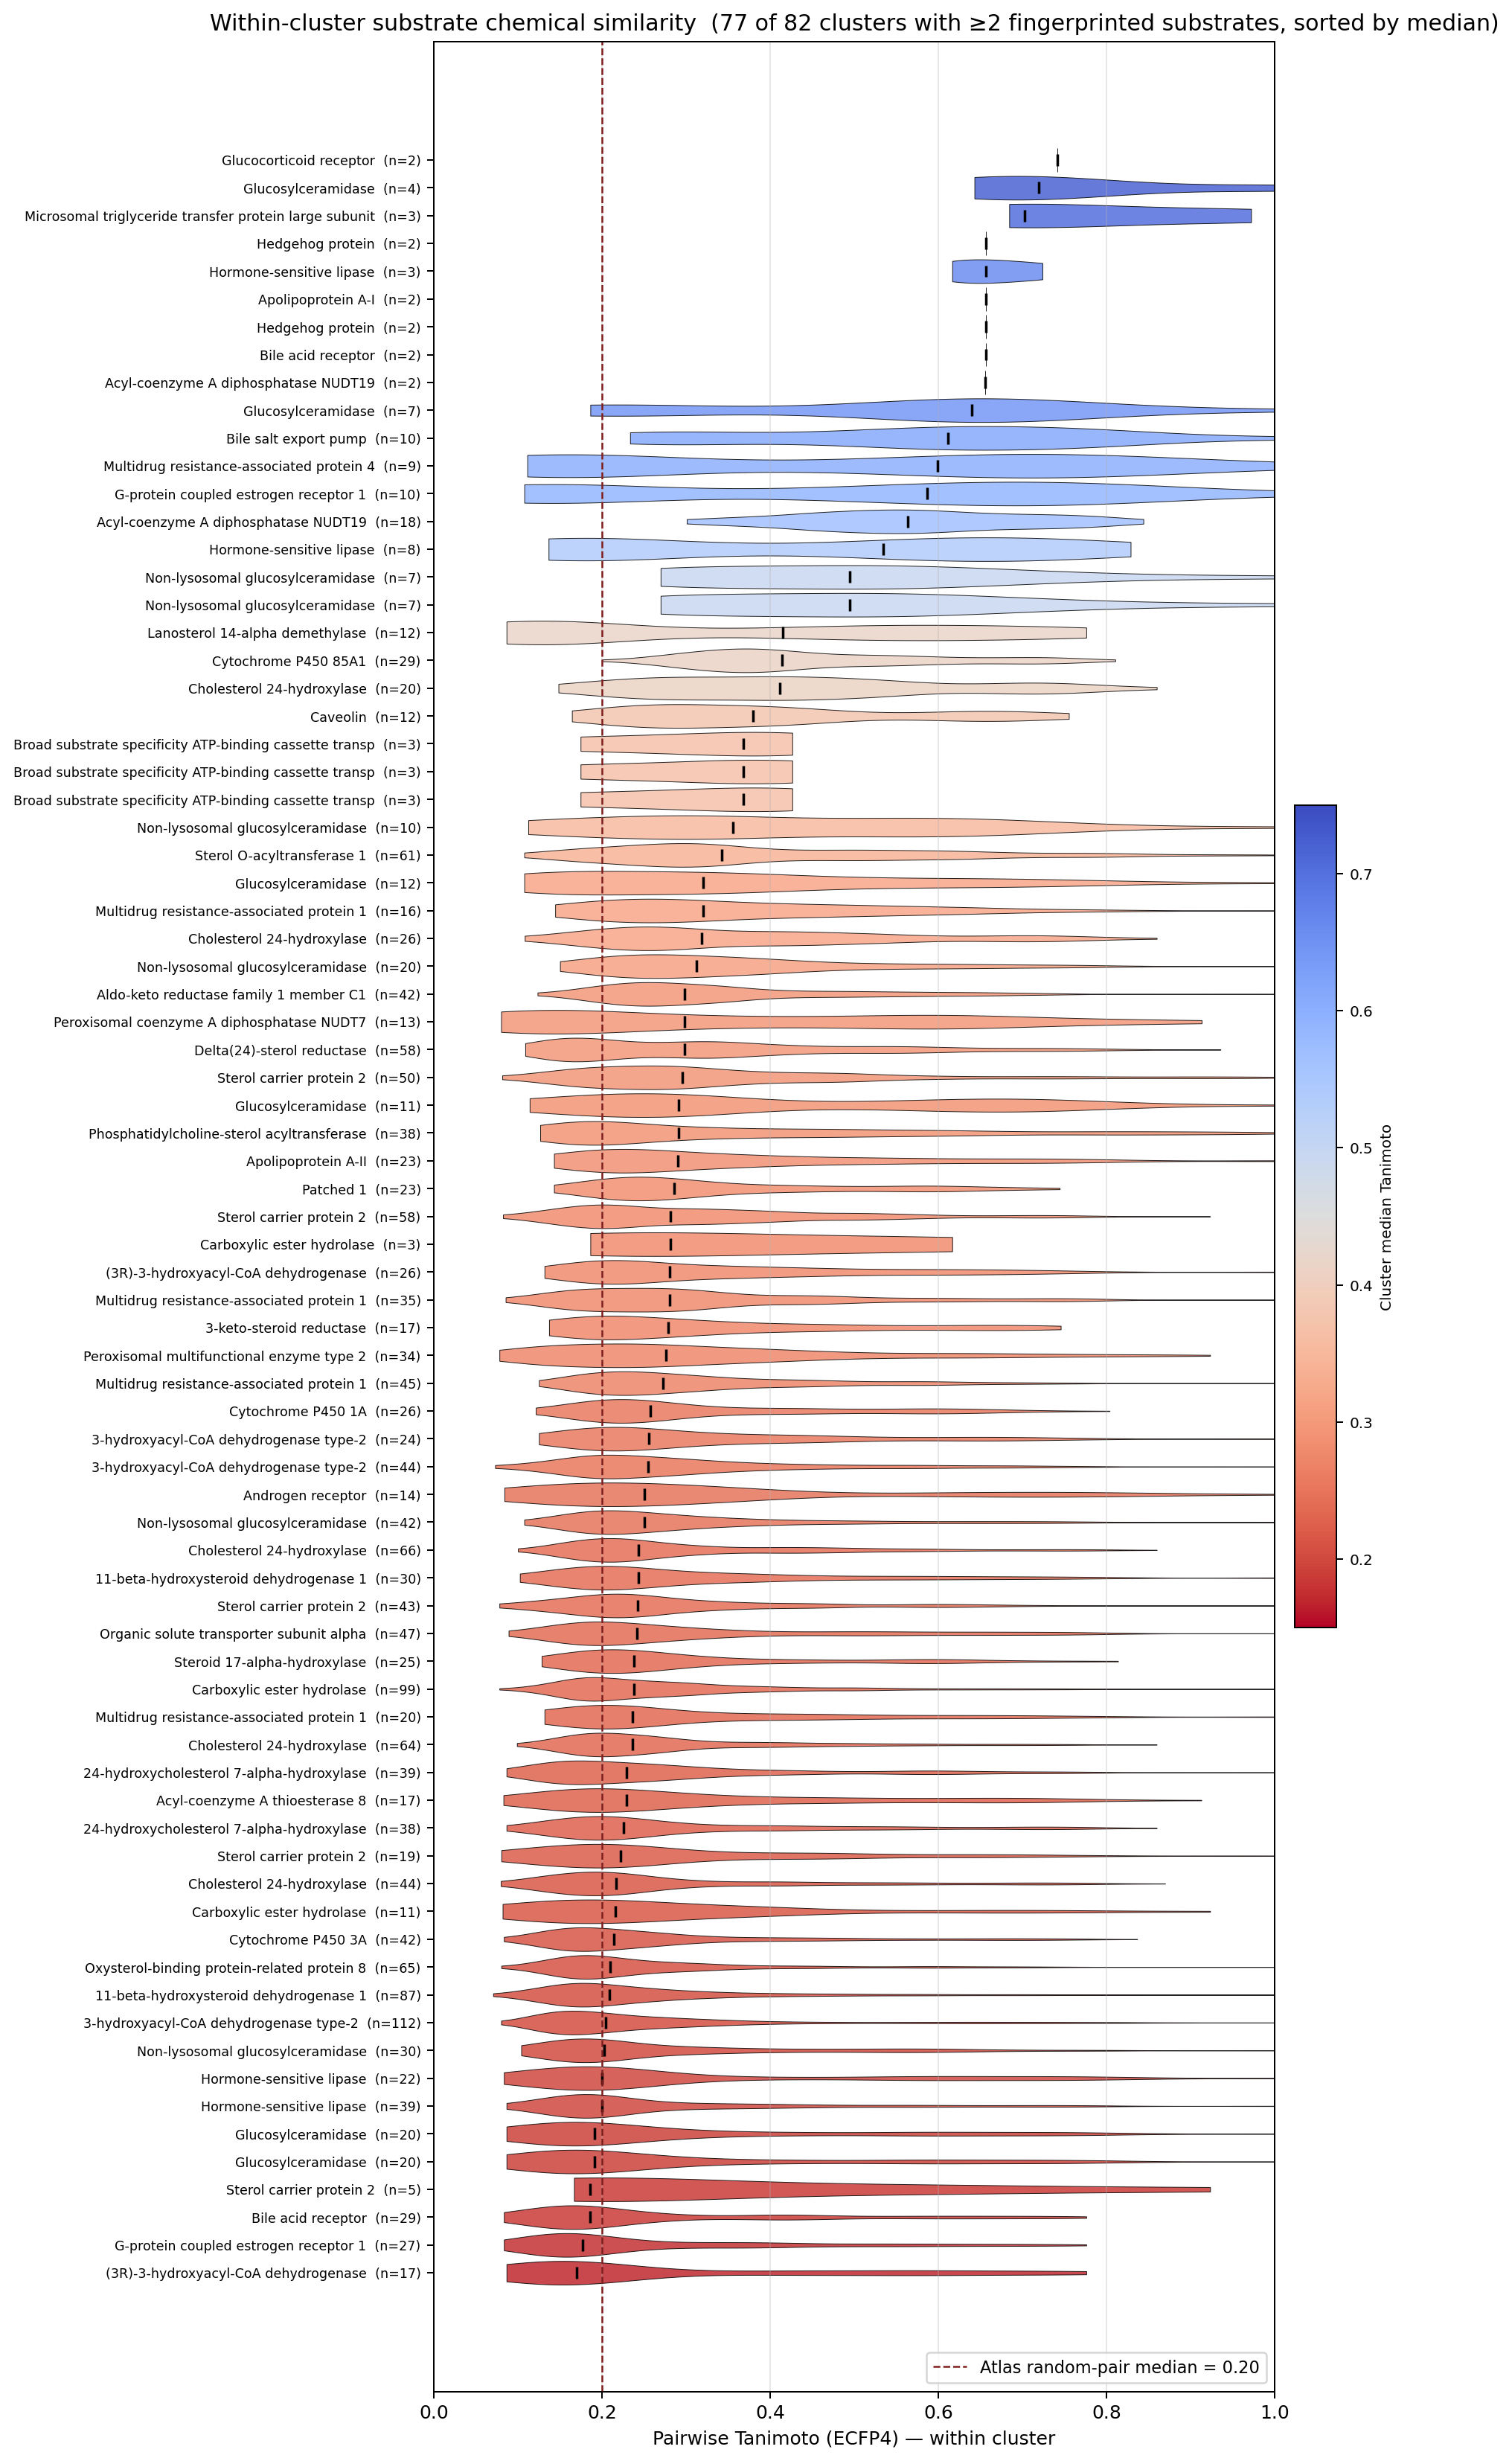 Within-cluster substrate chemical similarity  (77 of 82 clusters with ≥2 fingerprinted substrates, sorted by median)
Glucocorticoid receptor  (n=2)
Glucosylceramidase  (n=4)
Microsomal triglyceride transfer protein large subunit  (n=3)
Hedgehog protein  (n=2)
Hormone-sensitive lipase  (n=3)
Apolipoprotein A-I  (n=2)
Hedgehog protein  (n=2)
Bile acid receptor  (n=2)
Acyl-coenzyme A diphosphatase NUDT19  (n=2)
Glucosylceramidase  (n=7)
Bile salt export pump  (n=10)
Multidrug resistance-associated protein 4  (n=9)
G-protein coupled estrogen receptor 1  (n=10)
Acyl-coenzyme A diphosphatase NUDT19  (n=18)
Hormone-sensitive lipase  (n=8)
Non-lysosomal glucosylceramidase  (n=7)
Non-lysosomal glucosylceramidase  (n=7)
Lanosterol 14-alpha demethylase  (n=12)
Cytochrome P450 85A1  (n=29)
Cholesterol 24-hydroxylase  (n=20)
Caveolin  (n=12)
Broad substrate specificity ATP-binding cassette transp  (n=3)
Broad substrate specificity ATP-binding cassette transp  (n=3)
Broad substrate specificity ATP-binding cassette transp  (n=3)
Non-lysosomal glucosylceramidase  (n=10)
Sterol O-acyltransferase 1  (n=61)
Glucosylceramidase  (n=12)
Multidrug resistance-associated protein 1  (n=16)
Cholesterol 24-hydroxylase  (n=26)
Non-lysosomal glucosylceramidase  (n=20)
Aldo-keto reductase family 1 member C1  (n=42)
Peroxisomal coenzyme A diphosphatase NUDT7  (n=13)
Delta(24)-sterol reductase  (n=58)
Sterol carrier protein 2  (n=50)
Glucosylceramidase  (n=11)
Phosphatidylcholine-sterol acyltransferase  (n=38)
Apolipoprotein A-II  (n=23)
Patched 1  (n=23)
Sterol carrier protein 2  (n=58)
Carboxylic ester hydrolase  (n=3)
(3R)-3-hydroxyacyl-CoA dehydrogenase  (n=26)
Multidrug resistance-associated protein 1  (n=35)
3-keto-steroid reductase  (n=17)
Peroxisomal multifunctional enzyme type 2  (n=34)
Multidrug resistance-associated protein 1  (n=45)
Cytochrome P450 1A  (n=26)
3-hydroxyacyl-CoA dehydrogenase type-2  (n=24)
3-hydroxyacyl-CoA dehydrogenase type-2  (n=44)
Androgen receptor  (n=14)
Non-lysosomal glucosylceramidase  (n=42)
Cholesterol 24-hydroxylase  (n=66)
11-beta-hydroxysteroid dehydrogenase 1  (n=30)
Sterol carrier protein 2  (n=43)
Organic solute transporter subunit alpha  (n=47)
Steroid 17-alpha-hydroxylase  (n=25)
Carboxylic ester hydrolase  (n=99)
Multidrug resistance-associated protein 1  (n=20)
Cholesterol 24-hydroxylase  (n=64)
24-hydroxycholesterol 7-alpha-hydroxylase  (n=39)
Acyl-coenzyme A thioesterase 8  (n=17)
24-hydroxycholesterol 7-alpha-hydroxylase  (n=38)
Sterol carrier protein 2  (n=19)
Cholesterol 24-hydroxylase  (n=44)
Carboxylic ester hydrolase  (n=11)
Cytochrome P450 3A  (n=42)
Oxysterol-binding protein-related protein 8  (n=65)
11-beta-hydroxysteroid dehydrogenase 1  (n=87)
3-hydroxyacyl-CoA dehydrogenase type-2  (n=112)
Non-lysosomal glucosylceramidase  (n=30)
Hormone-sensitive lipase  (n=22)
Hormone-sensitive lipase  (n=39)
Glucosylceramidase  (n=20)
Glucosylceramidase  (n=20)
Sterol carrier protein 2  (n=5)
Bile acid receptor  (n=29)
G-protein coupled estrogen receptor 1  (n=27)
(3R)-3-hydroxyacyl-CoA dehydrogenase  (n=17)
Atlas random-pair median = 0.20
0.0 0.2 0.4 0.6 0.8 1.0
Pairwise Tanimoto (ECFP4) — within cluster
0.7
0.6
0.5
0.4
0.3
0.2
Cluster median Tanimoto